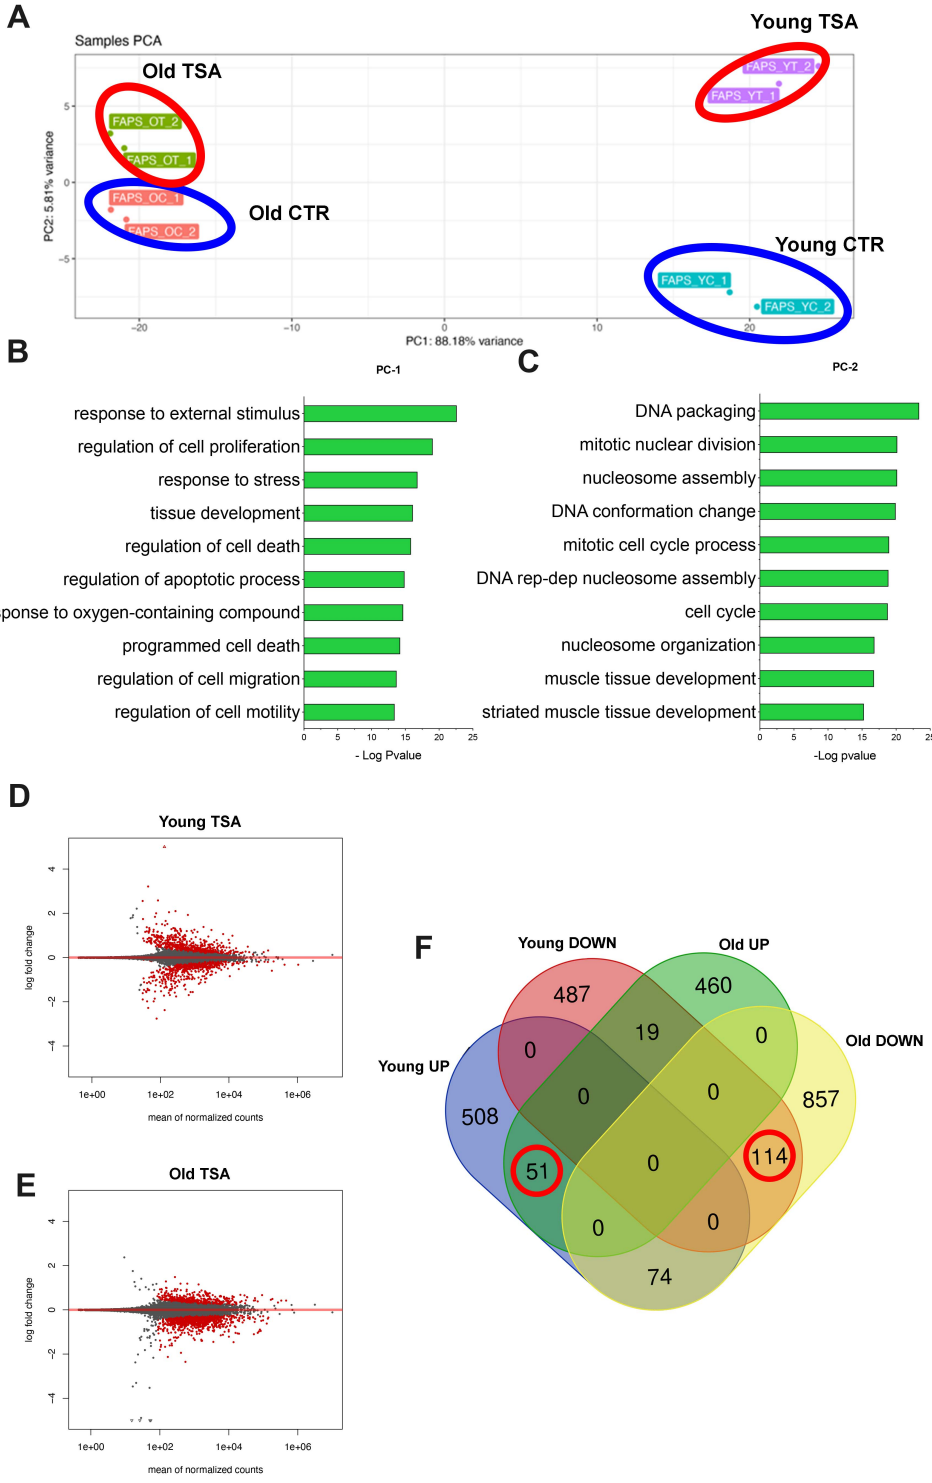 A
Samples PCA
Young TSA
Old TSA
FAPS_YT_2
FAPS_YT_1
FAPS_OT_2
FAPS_OT_1
FAPS_OC_1
FAPS_OC_2
Old CTR
Young CTR
FAPS_YC_1
FAPS_YC_2
PC2: 5.81% variance
5
0
−5
−20
−10
0
10
20
PC1: 88.18% variance
B
PC-1
response to external stimulus
regulation of cell proliferation
response to stress
tissue development
regulation of cell death
regulation of apoptotic process
sponse to oxygen-containing compound
programmed cell death
regulation of cell migration
regulation of cell motility
0 5 10 15 20 25
- Log Pvalue
C
PC-2
DNA packaging
mitotic nuclear division
nucleosome assembly
DNA conformation change
mitotic cell cycle process
DNA rep-dep nucleosome assembly
cell cycle
nucleosome organization
muscle tissue development
striated muscle tissue development
0 5 10 15 20 25
-Log pvalue
D
Young TSA
log fold change
4
2
0
−2
−4
1e+00 1e+02 1e+04 1e+06
mean of normalized counts
E
Old TSA
log fold change
4
2
0
−2
−4
1e+00 1e+02 1e+04 1e+06
mean of normalized counts
F
Young DOWN
Old UP
Young UP
Old DOWN
487
460
19
0
0
508
0
0
857
51
0
114
0
0
74